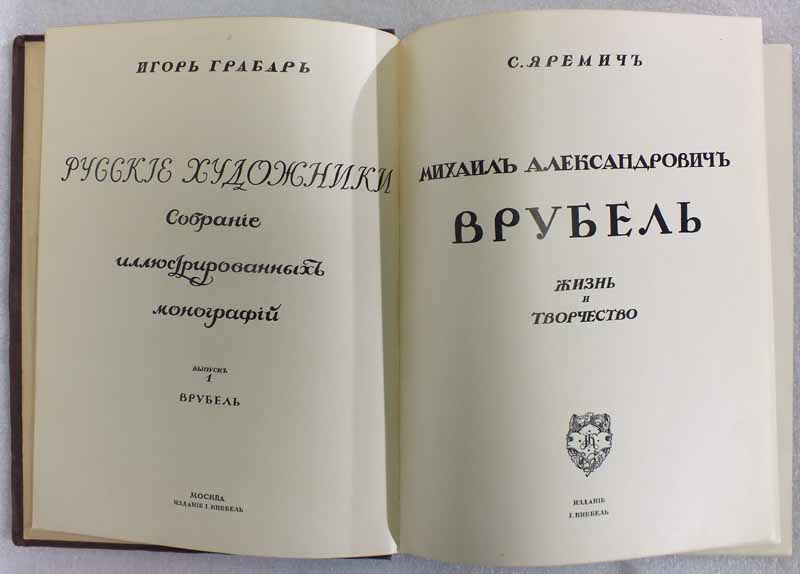 ИГОРЬ ГРАБАРЬ
РУССКІЕ ХУДОЖНИКИ
Собраніе
иллюстрированныхъ
монографій
ВЫПУСКЪ
1
ВРУБЕЛЬ
МОСКВА
ИЗДАНІЕ І. КНЕБЕЛЬ
С. ЯРЕМИЧЪ
МИХАИЛЪ АЛЕКСАНДРОВИЧЪ
ВРУБЕЛЬ
ЖИЗНЬ
И
ТВОРЧЕСТВО
ИЗДАНІЕ
І. КНЕБЕЛЬ